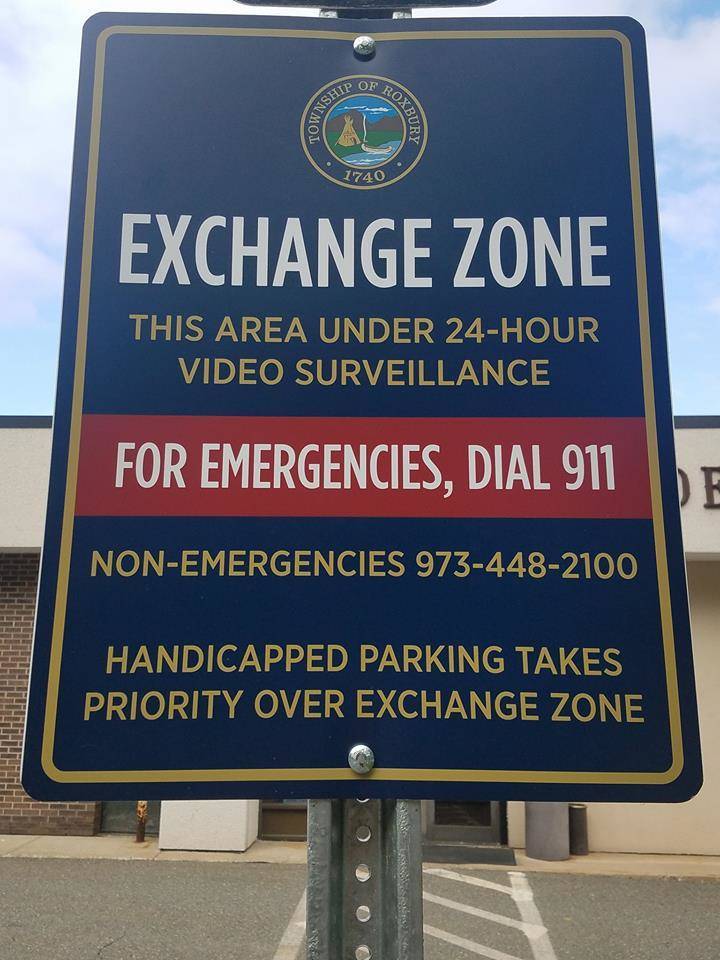 TOWNSHIP OF ROXBURY
1740
EXCHANGE ZONE
THIS AREA UNDER 24-HOUR
VIDEO SURVEILLANCE
FOR EMERGENCIES, DIAL 911
NON-EMERGENCIES 973-448-2100
HANDICAPPED PARKING TAKES
PRIORITY OVER EXCHANGE ZONE